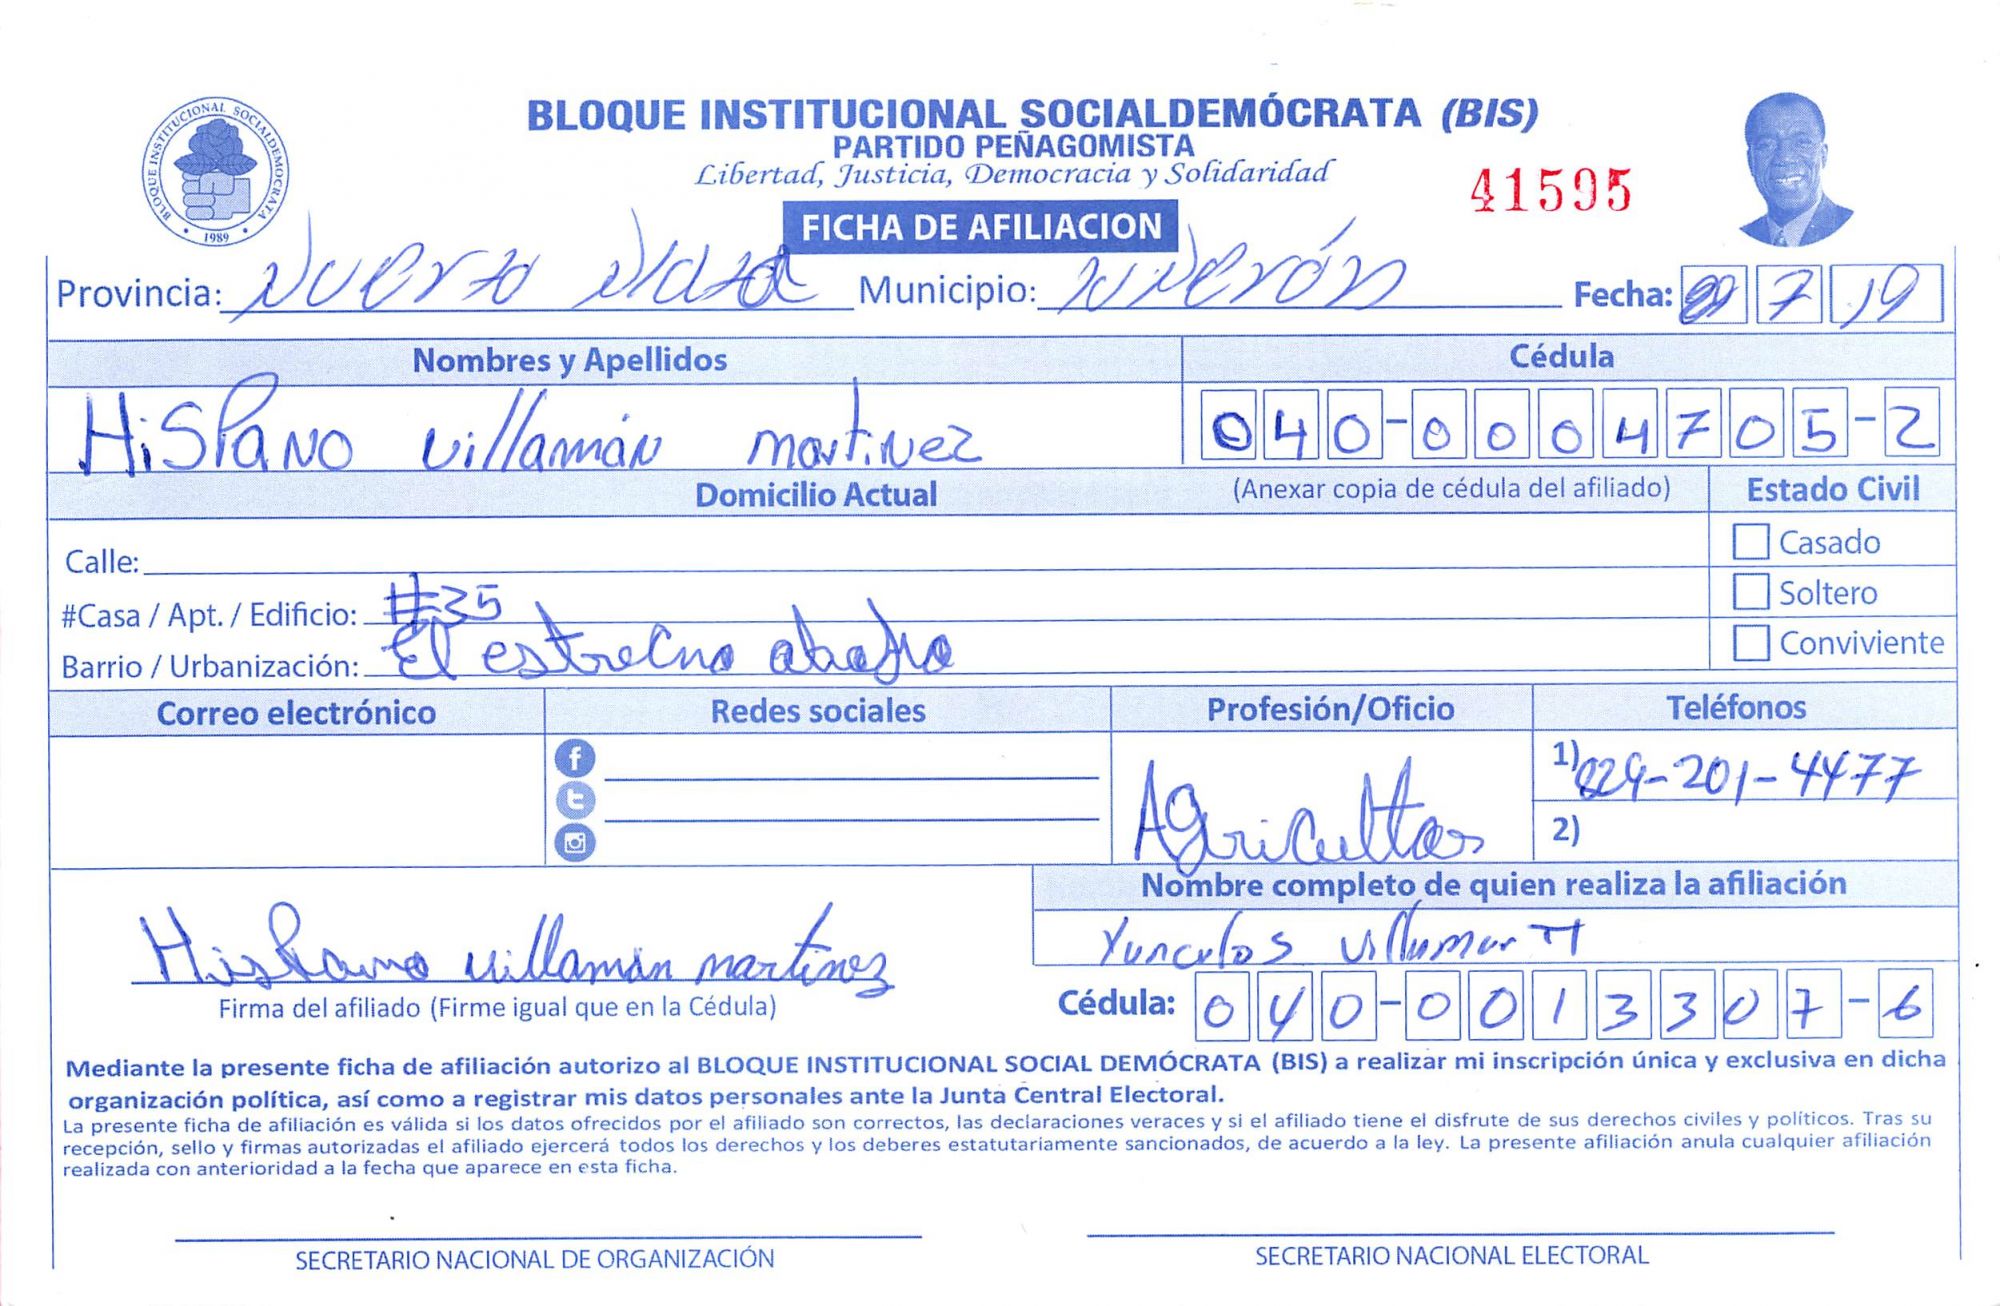 BLOQUE INSTITUCIONAL SOCIALDEMÓCRATA (BIS)
PARTIDO PEÑAGOMISTA
Libertad, Justicia, Democracia y Solidaridad
41595
BLOQUE INSTITUCIONAL SOCIALDEMOCRATA
1989
FICHA DE AFILIACION
Provincia: Municipio: Fecha: 7 19
Nombres y Apellidos Cédula
Hispano villamán martinez 040-0004705-2
Domicilio Actual (Anexar copia de cédula del afiliado) Estado Civil
Calle: Casado
#Casa / Apt. / Edificio: #35 Soltero
Barrio / Urbanización: El estrecho abajo Conviviente
Correo electrónico Redes sociales Profesión/Oficio Teléfonos
Agricultor 1) 829-201-4477
2)
Nombre completo de quien realiza la afiliación
Hispano villamán martinez
Firma del afiliado (Firme igual que en la Cédula) Cédula: 040-0013307-6
Mediante la presente ficha de afiliación autorizo al BLOQUE INSTITUCIONAL SOCIAL DEMÓCRATA (BIS) a realizar mi inscripción única y exclusiva en dicha
organización política, así como a registrar mis datos personales ante la Junta Central Electoral.
La presente ficha de afiliación es válida si los datos ofrecidos por el afiliado son correctos, las declaraciones veraces y si el afiliado tiene el disfrute de sus derechos civiles y políticos. Tras su
recepción, sello y firmas autorizadas el afiliado ejercerá todos los derechos y los deberes estatutariamente sancionados, de acuerdo a la ley. La presente afiliación anula cualquier afiliación
realizada con anterioridad a la fecha que aparece en esta ficha.
SECRETARIO NACIONAL DE ORGANIZACIÓN SECRETARIO NACIONAL ELECTORAL